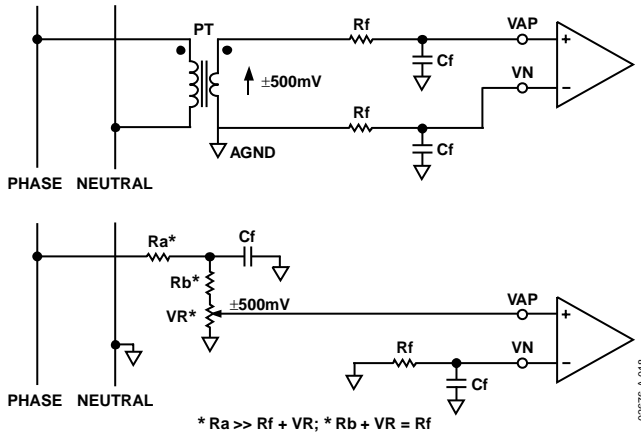 PT
Rf
VAP
+
Cf
±500mV
VN
−
Rf
Cf
AGND
PHASE NEUTRAL
Ra*
Cf
Rb*
±500mV
VR*
VAP
+
Rf
VN
−
Cf
PHASE NEUTRAL
* Ra >> Rf + VR; * Rb + VR = Rf